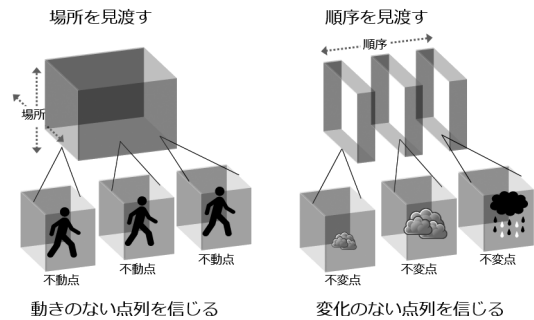 場所を見渡す
場所
不動点
不動点
不動点
動きのない点列を信じる
順序を見渡す
順序
不変点
不変点
不変点
変化のない点列を信じる